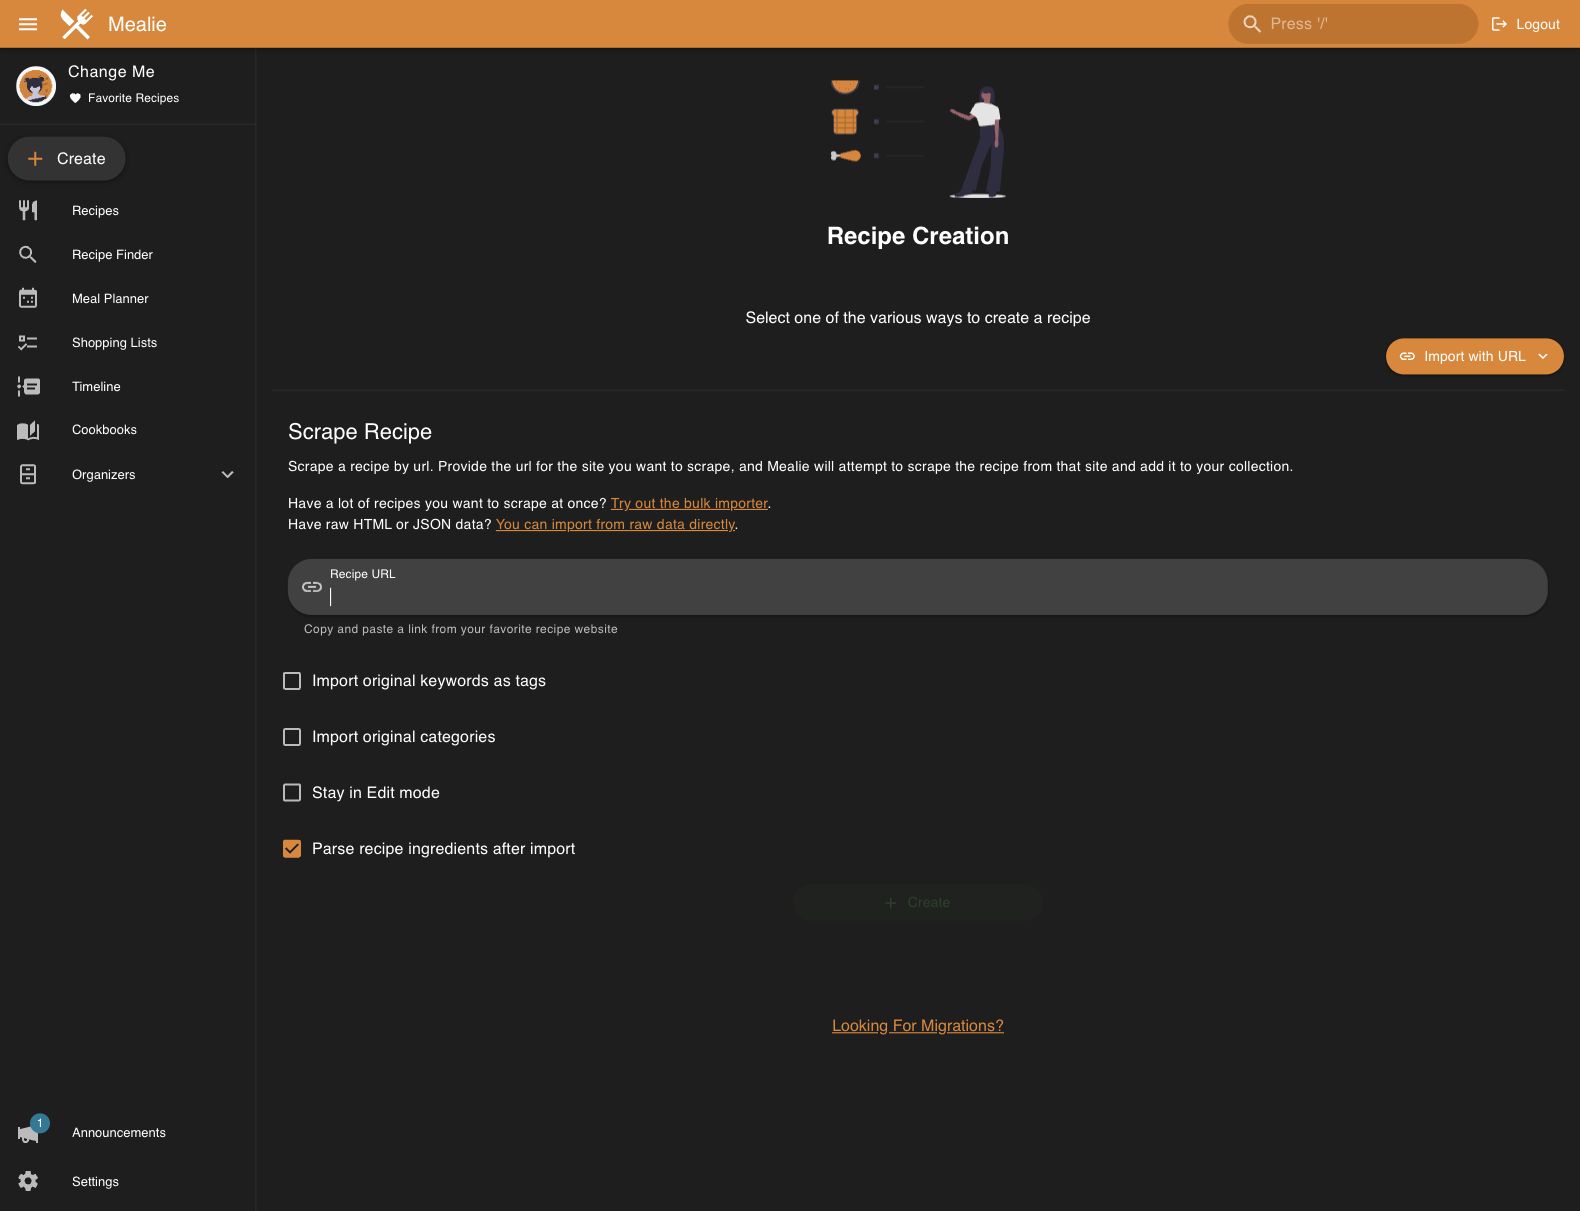 Mealie
Press '/'
Logout
Change Me
Favorite Recipes
Create
Recipes
Recipe Finder
Meal Planner
Shopping Lists
Timeline
Cookbooks
Organizers
Recipe Creation
Select one of the various ways to create a recipe
Import with URL
Scrape Recipe
Scrape a recipe by url. Provide the url for the site you want to scrape, and Mealie will attempt to scrape the recipe from that site and add it to your collection.
Have a lot of recipes you want to scrape at once? Try out the bulk importer.
Have raw HTML or JSON data? You can import from raw data directly.
Recipe URL
Copy and paste a link from your favorite recipe website
Import original keywords as tags
Import original categories
Stay in Edit mode
Parse recipe ingredients after import
Create
Looking For Migrations?
1
Announcements
Settings